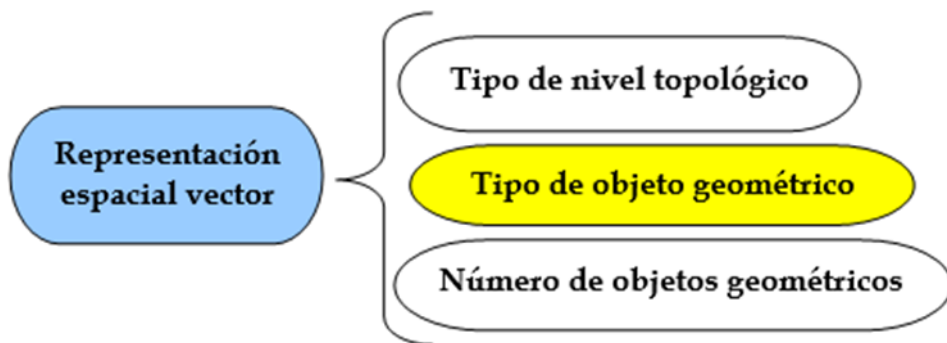 Representación
espacial vector
Tipo de nivel topológico
Tipo de objeto geométrico
Número de objetos geométricos